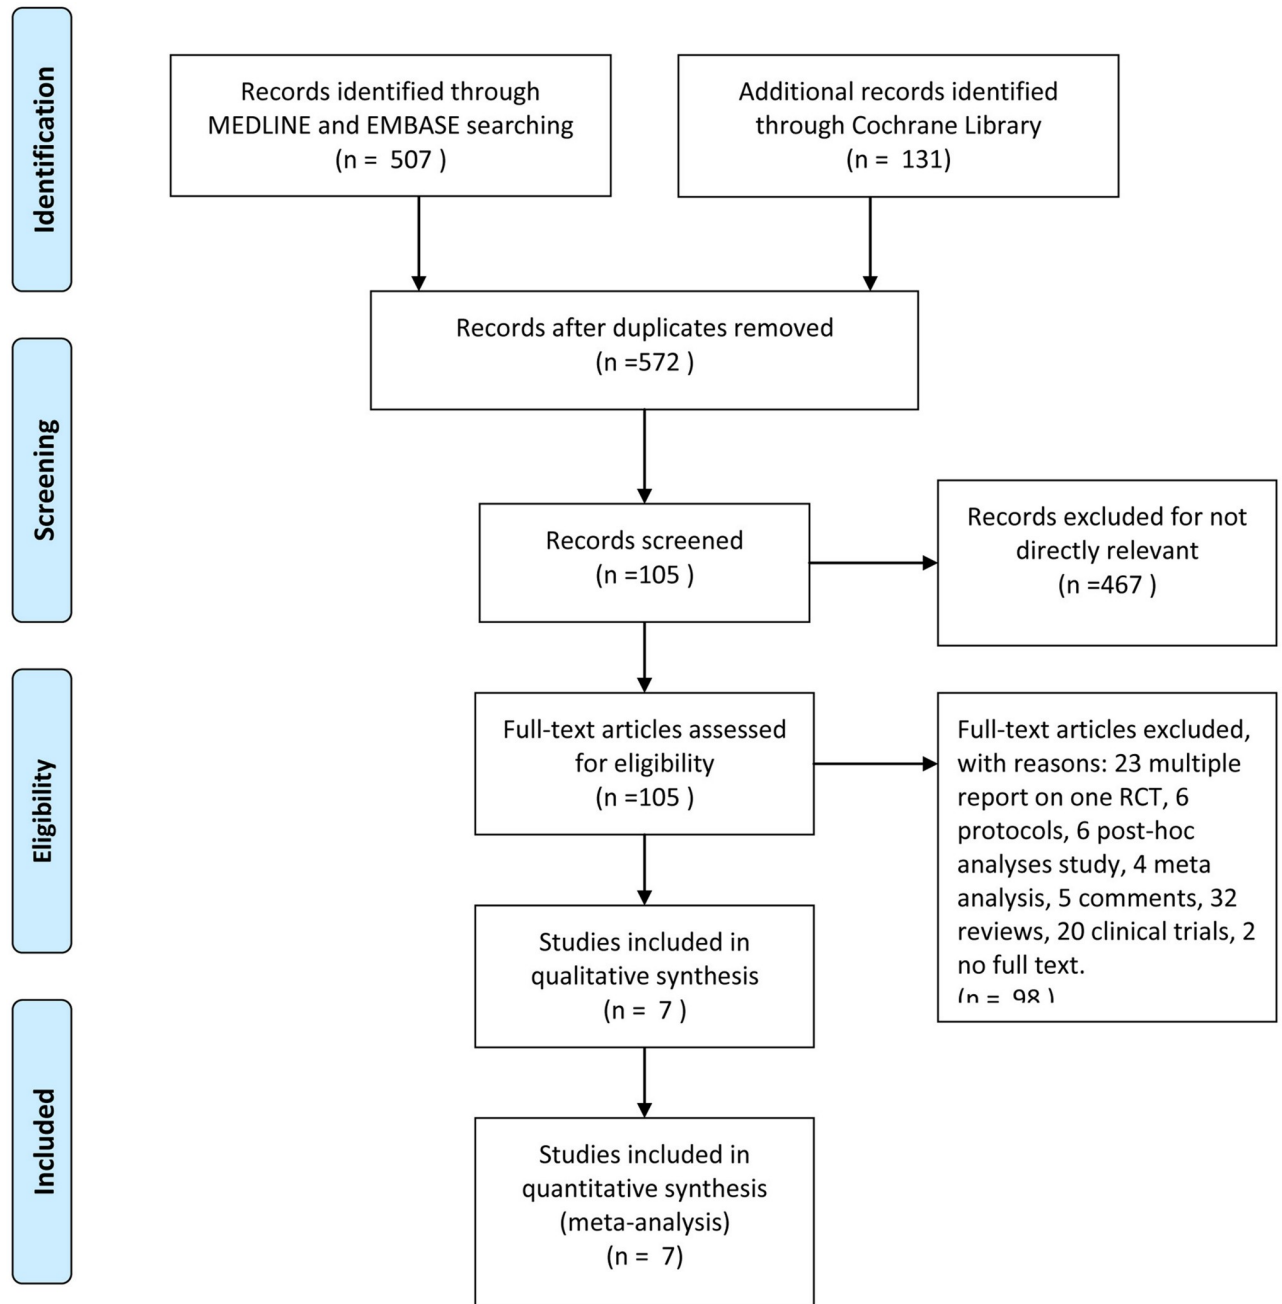 Identification
Records identified through
MEDLINE and EMBASE searching
(n =  507 )
Additional records identified
through Cochrane Library
(n =  131)
Records after duplicates removed
(n =572 )
Screening
Records screened
(n =105 )
Records excluded for not
directly relevant
(n =467 )
Eligibility
Full-text articles assessed
for eligibility
(n =105 )
Full-text articles excluded,
with reasons: 23 multiple
report on one RCT, 6
protocols, 6 post-hoc
analyses study, 4 meta
analysis, 5 comments, 32
reviews, 20 clinical trials, 2
no full text.
(n =  98 )
Studies included in
qualitative synthesis
(n =  7 )
Included
Studies included in
quantitative synthesis
(meta-analysis)
(n =  7)